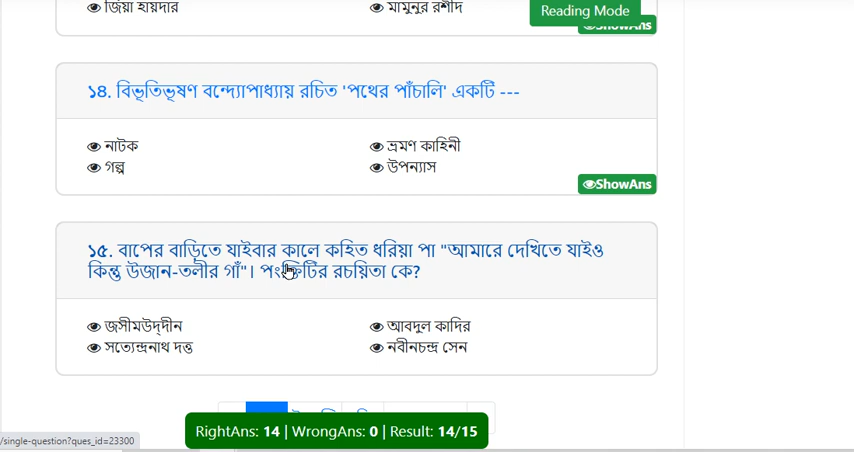 জিয়া হায়দার
মামুনুর রশীদ
Reading Mode
ShowAns
১৪. বিভূতিভূষণ বন্দ্যোপাধ্যায় রচিত 'পথের পাঁচালি' একটি ---
নাটক
ভ্রমণ কাহিনী
গল্প
উপন্যাস
ShowAns
১৫. বাপের বাড়িতে যাইবার কালে কহিত ধরিয়া পা "আমারে দেখিতে যাইও
কিন্তু উজান-তলীর গাঁ"। পংক্তিটির রচয়িতা কে?
জসীমউদ্‌দীন
আবদুল কাদির
সত্যেন্দ্রনাথ দত্ত
নবীনচন্দ্র সেন
RightAns: 14 | WrongAns: 0 | Result: 14/15
/single-question?ques_id=23300